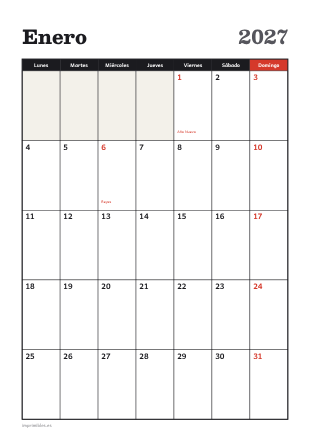 Enero 2027
Lunes Martes Miércoles Jueves Viernes Sábado Domingo
1 2 3
Año Nuevo
4 5 6 7 8 9 10
Reyes
11 12 13 14 15 16 17
18 19 20 21 22 23 24
25 26 27 28 29 30 31